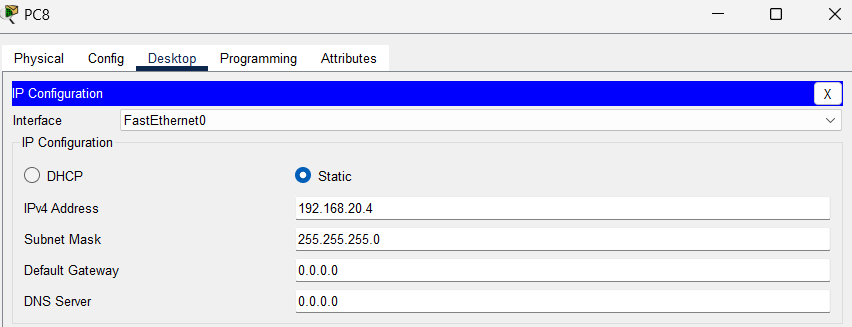 PC8
Physical Config Desktop Programming Attributes
IP Configuration X
Interface FastEthernet0
IP Configuration
DHCP Static
IPv4 Address 192.168.20.4
Subnet Mask 255.255.255.0
Default Gateway 0.0.0.0
DNS Server 0.0.0.0